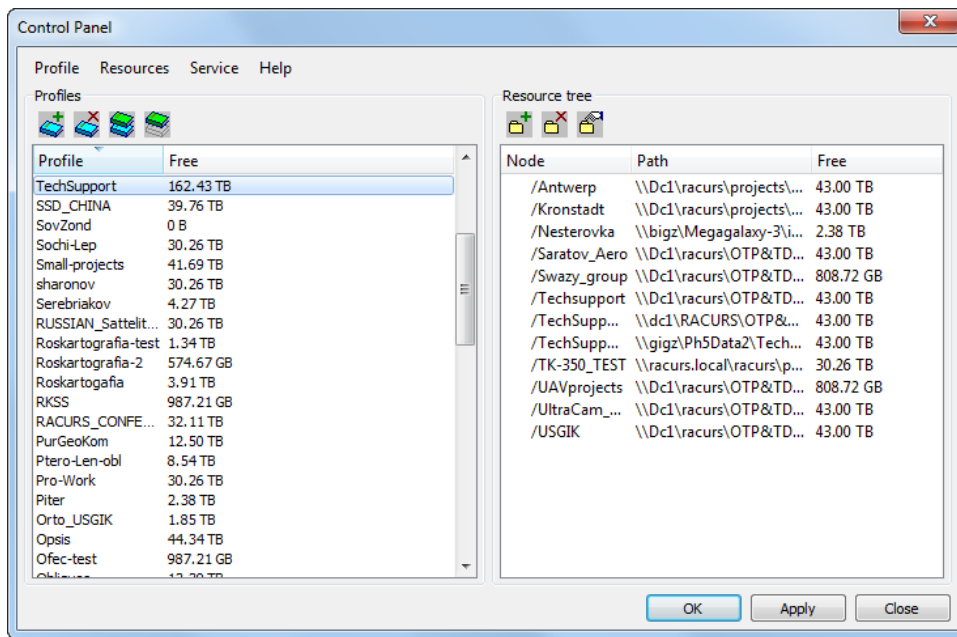 Control Panel
Profile Resources Service Help
Profiles
Profile Free
TechSupport 162.43 TB
SSD_CHINA 39.76 TB
SovZond 0 B
Sochi-Lep 30.26 TB
Small-projects 41.69 TB
sharonov 30.26 TB
Serebriakov 4.27 TB
RUSSIAN_Sattelit... 30.26 TB
Roskartografia-test 1.34 TB
Roskartografia-2 574.67 GB
Roskartogafia 3.91 TB
RKSS 987.21 GB
RACURS_CONFE... 32.11 TB
PurGeoKom 12.50 TB
Ptero-Len-obl 8.54 TB
Pro-Work 30.26 TB
Piter 2.38 TB
Orto_USGIK 1.85 TB
Opsis 44.34 TB
Ofec-test 987.21 GB
Resource tree
Node Path Free
/Antwerp \\Dc1\racurs\projects\... 43.00 TB
/Kronstadt \\Dc1\racurs\projects\... 43.00 TB
/Nesterovka \\bigz\Megagalaxy-3\i... 2.38 TB
/Saratov_Aero \\Dc1\racurs\OTP&TD... 43.00 TB
/Swazy_group \\Dc1\racurs\OTP&TD... 808.72 GB
/Techsupport \\Dc1\racurs\OTP&TD... 43.00 TB
/TechSupp... \\dc1\RACURS\OTP&... 43.00 TB
/TechSupp... \\gigz\Ph5Data2\Tech... 43.00 TB
/TK-350_TEST \\racurs.local\racurs\p... 30.26 TB
/UAVprojects \\Dc1\racurs\OTP&TD... 808.72 GB
/UltraCam_... \\Dc1\racurs\OTP&TD... 43.00 TB
/USGIK \\Dc1\racurs\OTP&TD... 43.00 TB
OK Apply Close